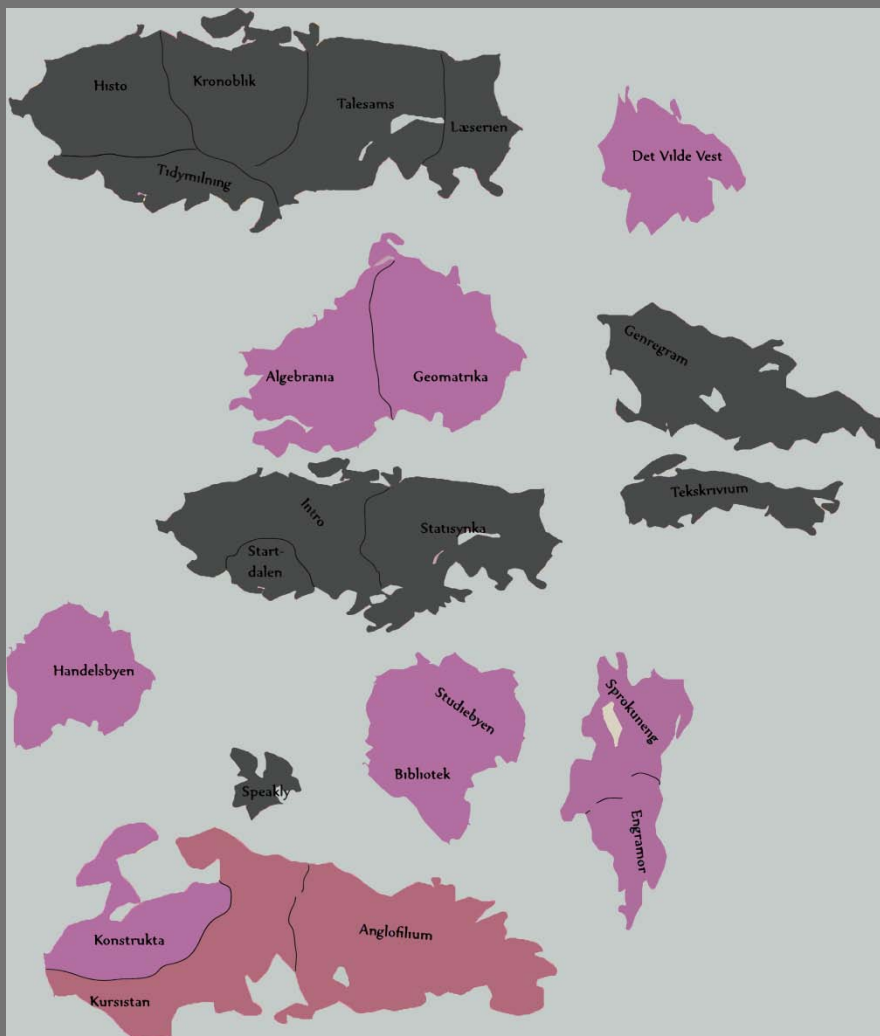 Histo
Kronoblik
Talesams
Læserien
Tidymilning
Det Vilde Vest
Algebrania
Geomatrika
Genregram
Tekskrivium
Intro
Statisynka
Start-
dalen
Handelsbyen
Studiebyen
Bibliotek
Sprokuneng
Engramor
Speakly
Konstrukta
Anglofilium
Kursistan